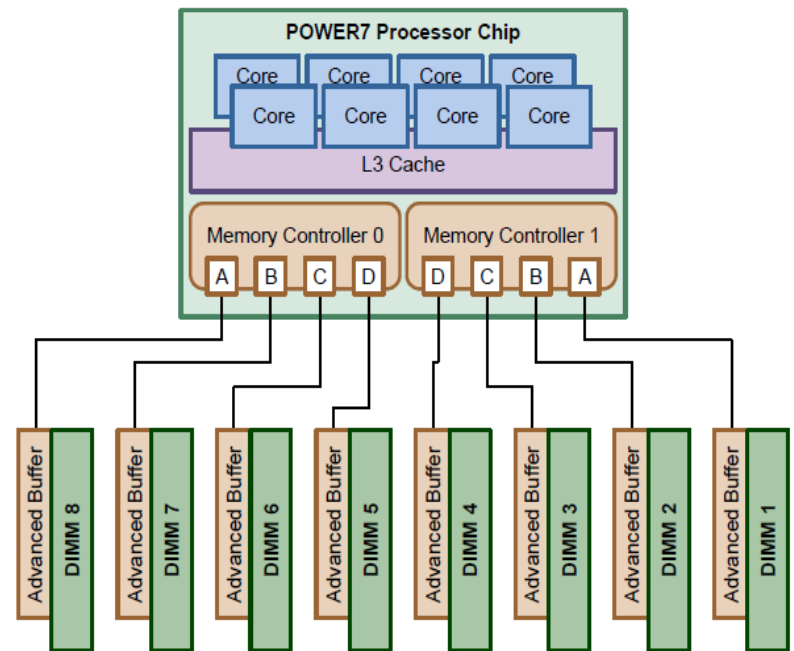 POWER7 Processor Chip
Core Core Core Core
Core Core Core Core
L3 Cache
Memory Controller 0 Memory Controller 1
A B C D D C B A
Advanced Buffer
DIMM 8
Advanced Buffer
DIMM 7
Advanced Buffer
DIMM 6
Advanced Buffer
DIMM 5
Advanced Buffer
DIMM 4
Advanced Buffer
DIMM 3
Advanced Buffer
DIMM 2
Advanced Buffer
DIMM 1